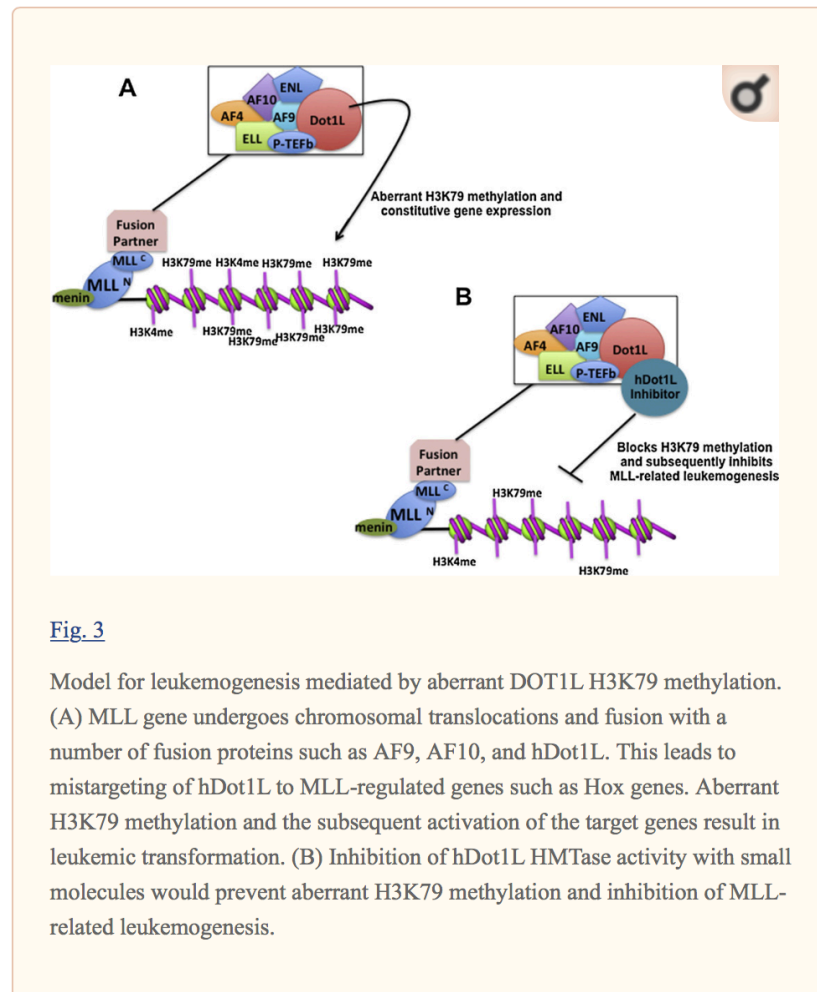 A
ENL
AF10
AF4
AF9
Dot1L
ELL
P-TEFb
Aberrant H3K79 methylation and
constitutive gene expression
Fusion
Partner
MLL C
MLL N
menin
H3K79me H3K4me H3K79me H3K79me
H3K4me
H3K79me
H3K79me
H3K79me
H3K79me
B
ENL
AF10
AF4
AF9
Dot1L
ELL
P-TEFb
hDot1L
Inhibitor
Blocks H3K79 methylation
and subsequently inhibits
MLL-related leukemogenesis
Fusion
Partner
MLL C
MLL N
menin
H3K79me
H3K4me
H3K79me
Fig. 3
Model for leukemogenesis mediated by aberrant DOT1L H3K79 methylation.
(A) MLL gene undergoes chromosomal translocations and fusion with a
number of fusion proteins such as AF9, AF10, and hDot1L. This leads to
mistargeting of hDot1L to MLL-regulated genes such as Hox genes. Aberrant
H3K79 methylation and the subsequent activation of the target genes result in
leukemic transformation. (B) Inhibition of hDot1L HMTase activity with small
molecules would prevent aberrant H3K79 methylation and inhibition of MLL-
related leukemogenesis.